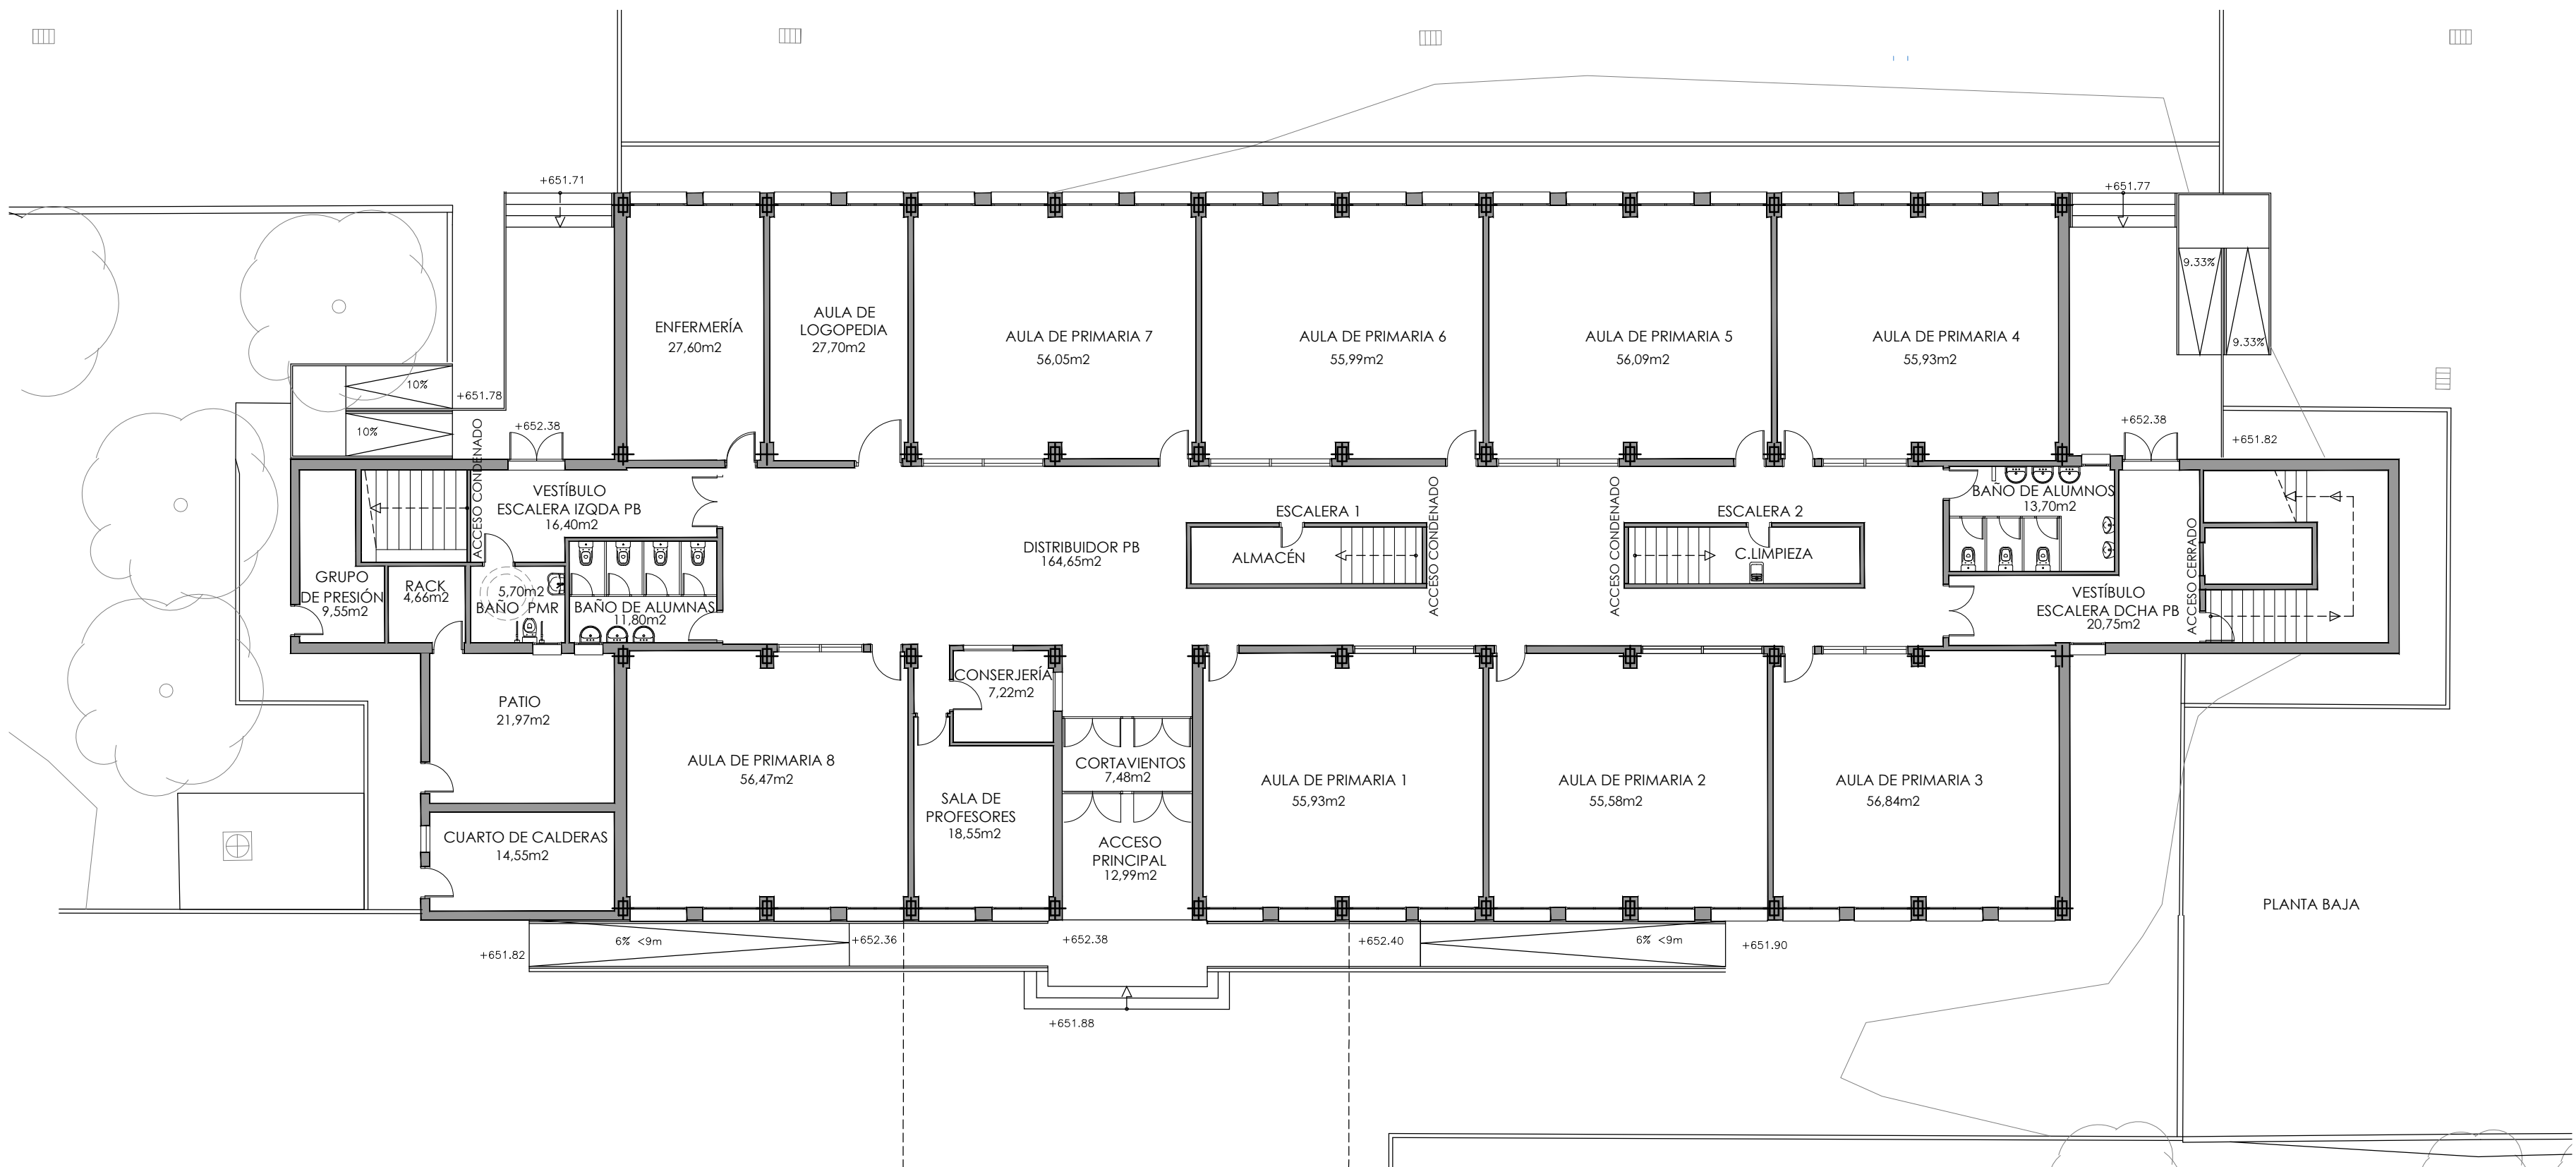 +651.71
+651.77
9.33%
9.33%
ENFERMERÍA
27,60m2
AULA DE
LOGOPEDIA
27,70m2
AULA DE PRIMARIA 7
56,05m2
AULA DE PRIMARIA 6
55,99m2
AULA DE PRIMARIA 5
56,09m2
AULA DE PRIMARIA 4
55,93m2
10%
+651.78
10%
+652.38
ACCESO CONDENADO
+652.38
+651.82
VESTÍBULO
ESCALERA IZQDA PB
16,40m2
ESCALERA 1
ALMACÉN
ACCESO CONDENADO
ACCESO CONDENADO
ESCALERA 2
C.LIMPIEZA
BAÑO DE ALUMNOS
13,70m2
DISTRIBUIDOR PB
164,65m2
GRUPO
DE PRESIÓN
9,55m2
RACK
4,66m2
5,70m2
BAÑO PMR
BAÑO DE ALUMNAS
11,80m2
VESTÍBULO
ESCALERA DCHA PB
20,75m2
ACCESO CERRADO
PATIO
21,97m2
CONSERJERÍA
7,22m2
AULA DE PRIMARIA 8
56,47m2
CORTAVIENTOS
7,48m2
AULA DE PRIMARIA 1
55,93m2
AULA DE PRIMARIA 2
55,58m2
AULA DE PRIMARIA 3
56,84m2
SALA DE
PROFESORES
18,55m2
CUARTO DE CALDERAS
14,55m2
ACCESO
PRINCIPAL
12,99m2
PLANTA BAJA
+651.82
6% <9m
+652.36
+652.38
+652.40
6% <9m
+651.90
+651.88